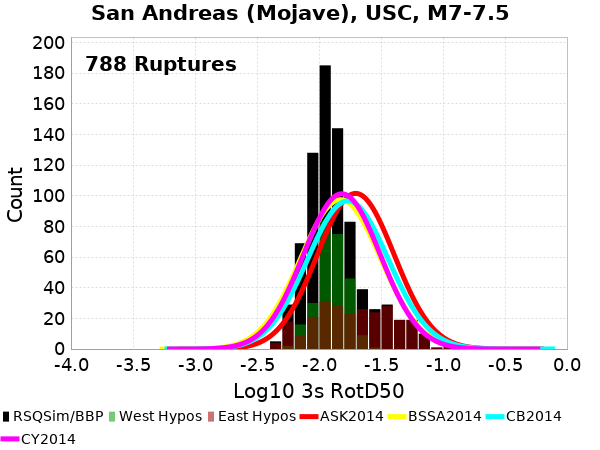 San Andreas (Mojave), USC, M7-7.5
788 Ruptures
Count
200
180
160
140
120
100
80
60
40
20
0
-4.0 -3.5 -3.0 -2.5 -2.0 -1.5 -1.0 -0.5 0.0
Log10 3s RotD50
RSQSim/BBP West Hypos East Hypos ASK2014 BSSA2014 CB2014
CY2014